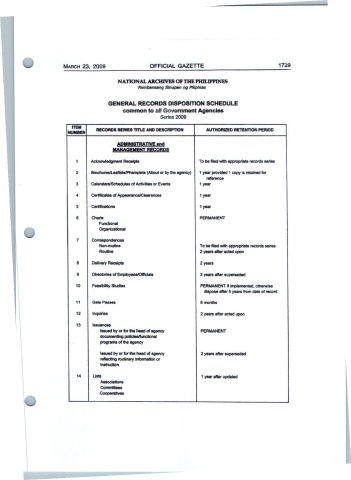 MARCH 23, 2009 OFFICIAL GAZETTE 1729
NATIONAL ARCHIVES OF THE PHILIPPINES
Pambansang Sinupan ng Pilipinas
GENERAL RECORDS DISPOSITION SCHEDULE
common to all Government Agencies
Series 2009
ITEM NUMBER RECORDS SERIES TITLE AND DESCRIPTION AUTHORIZED RETENTION PERIOD
ADMINISTRATIVE and
MANAGEMENT RECORDS
1 Acknowledgment Receipts To be filed with appropriate records series
2 Brochures/Leaflets/Phamplets (About or by the agency) 1 year provided 1 copy is retained for
reference
3 Calendars/Schedules of Activities or Events 1 year
4 Certificates of Appearance/Clearances 1 year
5 Certifications 1 year
6 Charts PERMANENT
Functional
Organizational
7 Correspondences
Non-routine To be filed with appropriate records series
Routine 2 years after acted upon
8 Delivery Receipts 2 years
9 Directories of Employees/Officials 2 years after superseded
10 Feasibility Studies PERMANENT if implemented, otherwise
dispose after 5 years from date of record
11 Gate Passes 6 months
12 Inquiries 2 years after acted upon
13 Issuances
Issued by or for the head of agency PERMANENT
documenting policies/functional
programs of the agency
Issued by or for the head of agency 2 years after superseded
reflecting routinary information or
instruction
14 Lists 1 year after updated
Associations
Committees
Cooperatives